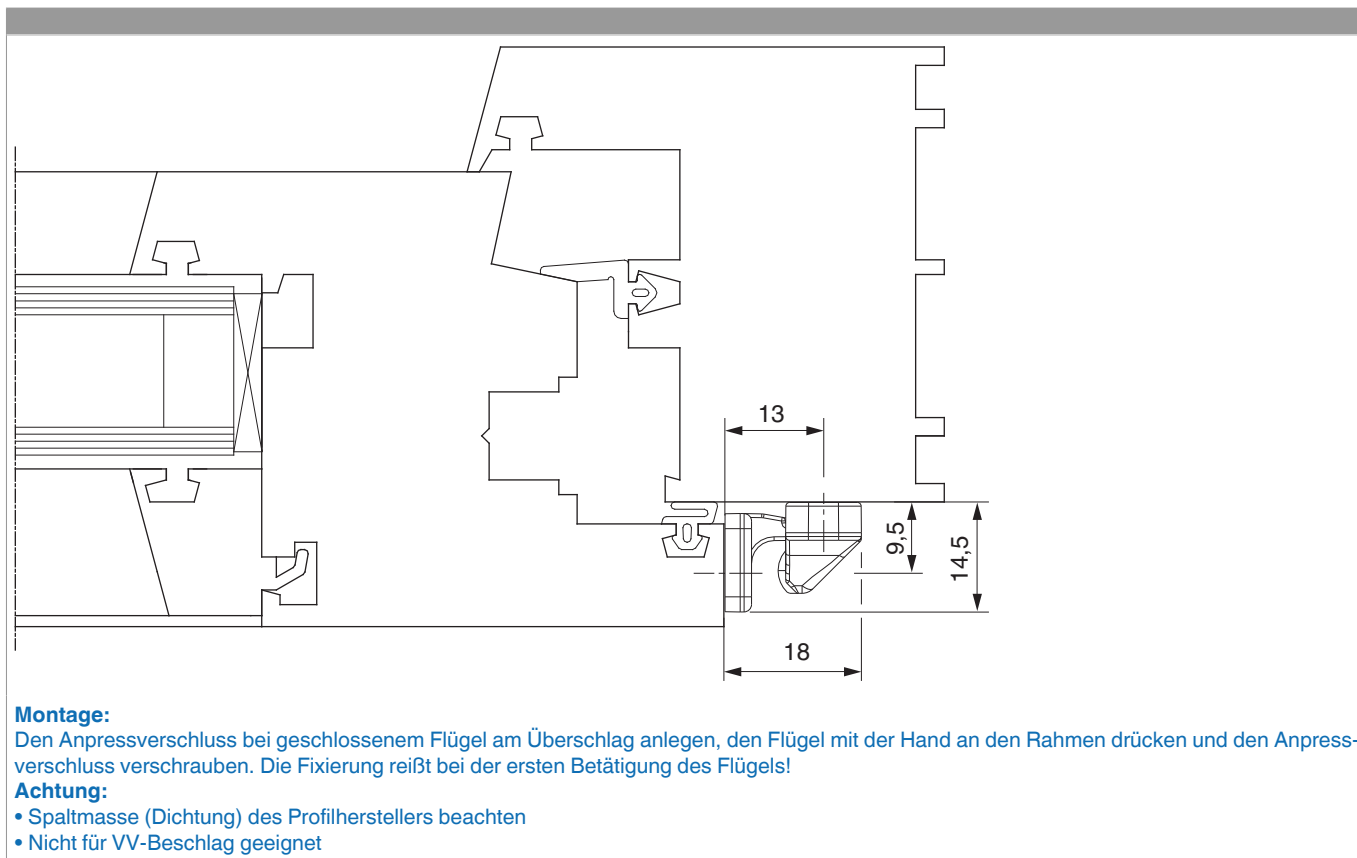 13
9,5
14,5
18
Montage:
Den Anpressverschluss bei geschlossenem Flügel am Überschlag anlegen, den Flügel mit der Hand an den Rahmen drücken und den Anpress-
verschluss verschrauben. Die Fixierung reißt bei der ersten Betätigung des Flügels!
Achtung:
• Spaltmasse (Dichtung) des Profilherstellers beachten
• Nicht für VV-Beschlag geeignet